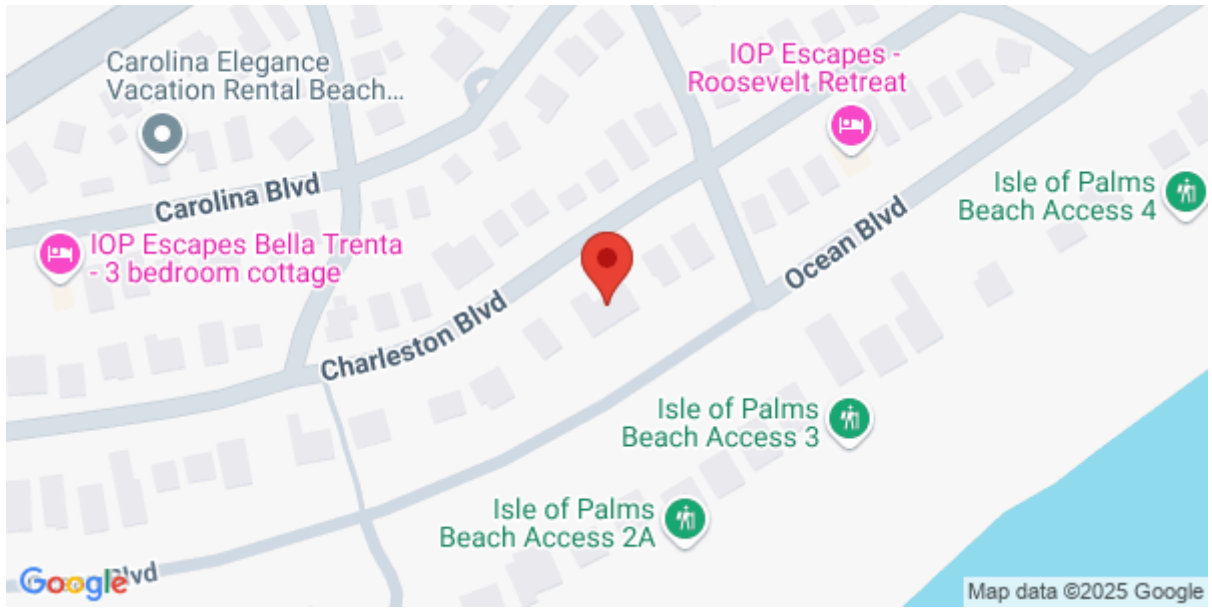 Carolina Elegance
Vacation Rental Beach...
IOP Escapes -
Roosevelt Retreat
Carolina Blvd
Isle of Palms
Beach Access 4
IOP Escapes Bella Trenta
- 3 bedroom cottage
Ocean Blvd
Charleston Blvd
Isle of Palms
Beach Access 3
Isle of Palms
Beach Access 2A
Google
Blvd
Map data ©2025 Google